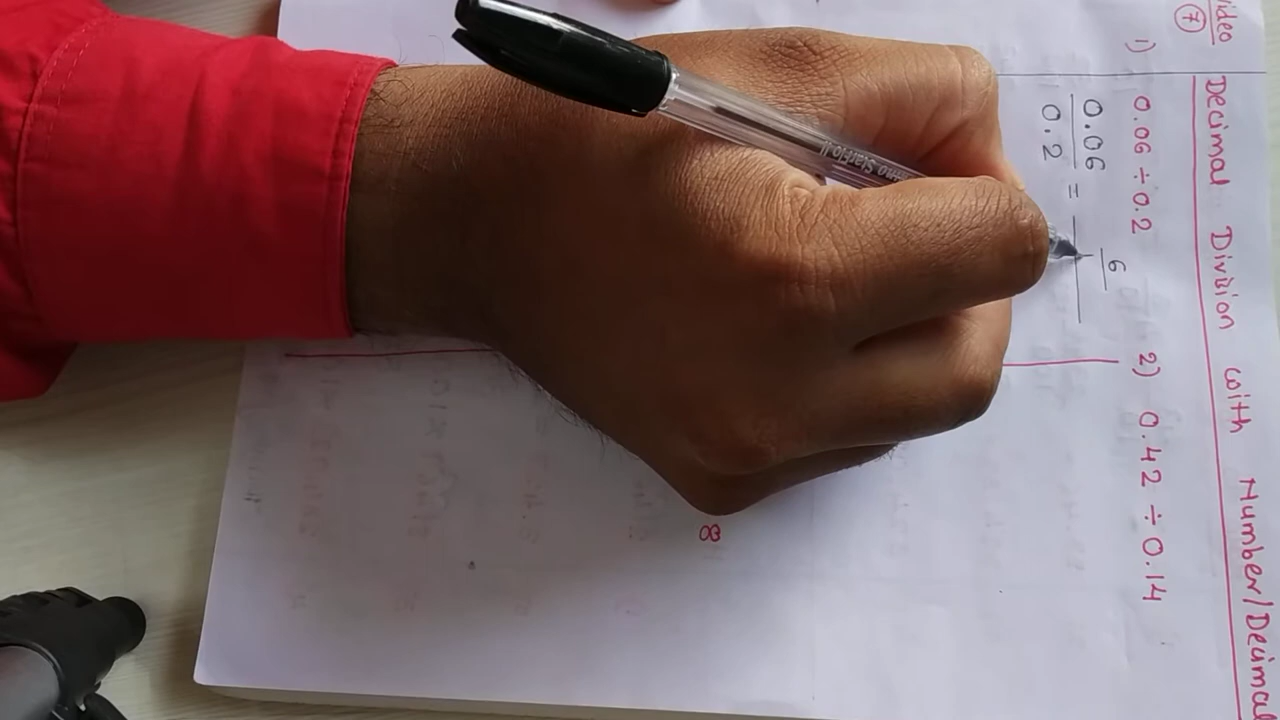 Video
7
Decimal Division with Number/Decimal
1) 0.06 ÷ 0.2
2) 0.42 ÷ 0.14
6
0.06 =
0.2
8